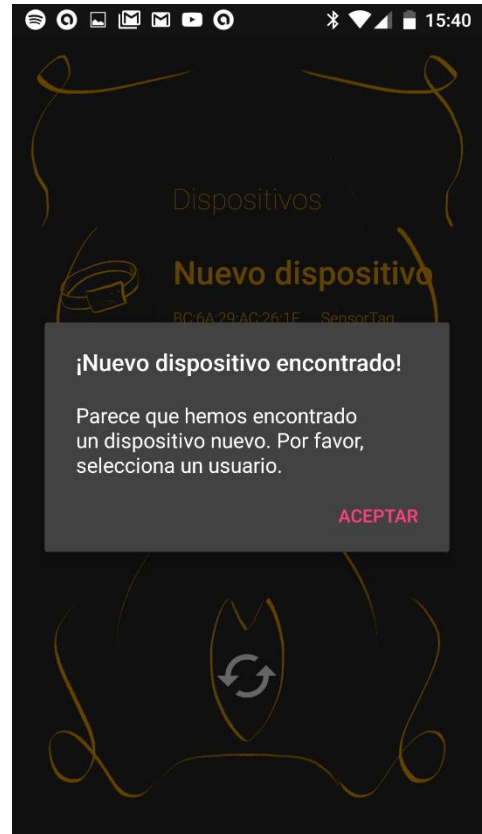 15:40
Dispositivos
Nuevo dispositivo
BC:6A:29:AC:26:1F SensorTag
¡Nuevo dispositivo encontrado!
Parece que hemos encontrado
un dispositivo nuevo. Por favor,
selecciona un usuario.
ACEPTAR